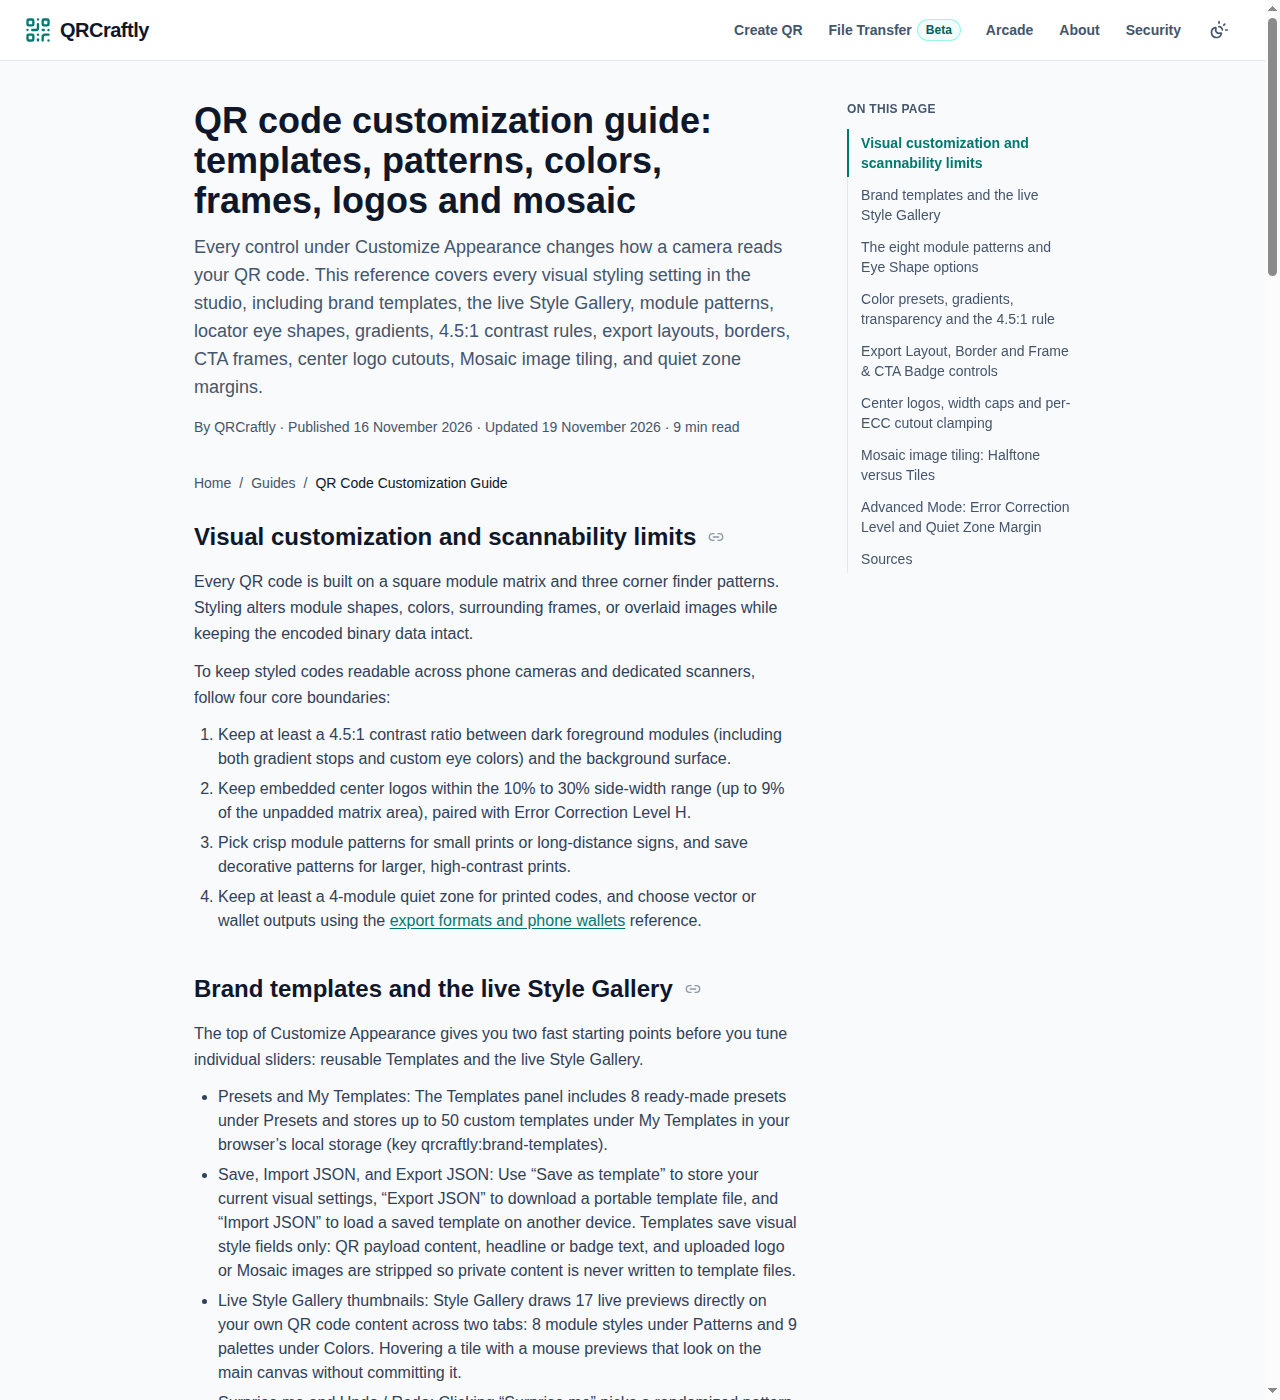 QRCraftly
Create QR
File Transfer Beta
Arcade
About
Security
QR code customization guide:
templates, patterns, colors,
frames, logos and mosaic
Every control under Customize Appearance changes how a camera reads
your QR code. This reference covers every visual styling setting in the
studio, including brand templates, the live Style Gallery, module patterns,
locator eye shapes, gradients, 4.5:1 contrast rules, export layouts, borders,
CTA frames, center logo cutouts, Mosaic image tiling, and quiet zone
margins.
By QRCraftly · Published 16 November 2026 · Updated 19 November 2026 · 9 min read
Home / Guides / QR Code Customization Guide
Visual customization and scannability limits
Every QR code is built on a square module matrix and three corner finder patterns.
Styling alters module shapes, colors, surrounding frames, or overlaid images while
keeping the encoded binary data intact.
To keep styled codes readable across phone cameras and dedicated scanners,
follow four core boundaries:
1. Keep at least a 4.5:1 contrast ratio between dark foreground modules (including
both gradient stops and custom eye colors) and the background surface.
2. Keep embedded center logos within the 10% to 30% side-width range (up to 9%
of the unpadded matrix area), paired with Error Correction Level H.
3. Pick crisp module patterns for small prints or long-distance signs, and save
decorative patterns for larger, high-contrast prints.
4. Keep at least a 4-module quiet zone for printed codes, and choose vector or
wallet outputs using the export formats and phone wallets reference.
Brand templates and the live Style Gallery
The top of Customize Appearance gives you two fast starting points before you tune
individual sliders: reusable Templates and the live Style Gallery.
• Presets and My Templates: The Templates panel includes 8 ready-made presets
under Presets and stores up to 50 custom templates under My Templates in your
browser’s local storage (key qrcraftly:brand-templates).
• Save, Import JSON, and Export JSON: Use “Save as template” to store your
current visual settings, “Export JSON” to download a portable template file, and
“Import JSON” to load a saved template on another device. Templates save visual
style fields only: QR payload content, headline or badge text, and uploaded logo
or Mosaic images are stripped so private content is never written to template files.
• Live Style Gallery thumbnails: Style Gallery draws 17 live previews directly on
your own QR code content across two tabs: 8 module styles under Patterns and 9
palettes under Colors. Hovering a tile with a mouse previews that look on the
main canvas without committing it.
• Surprise me and Undo / Redo: Clicking “Surprise me” picks a randomized pattern,
ON THIS PAGE
Visual customization and
scannability limits
Brand templates and the live
Style Gallery
The eight module patterns and
Eye Shape options
Color presets, gradients,
transparency and the 4.5:1 rule
Export Layout, Border and Frame
& CTA Badge controls
Center logos, width caps and per-
ECC cutout clamping
Mosaic image tiling: Halftone
versus Tiles
Advanced Mode: Error Correction
Level and Quiet Zone Margin
Sources